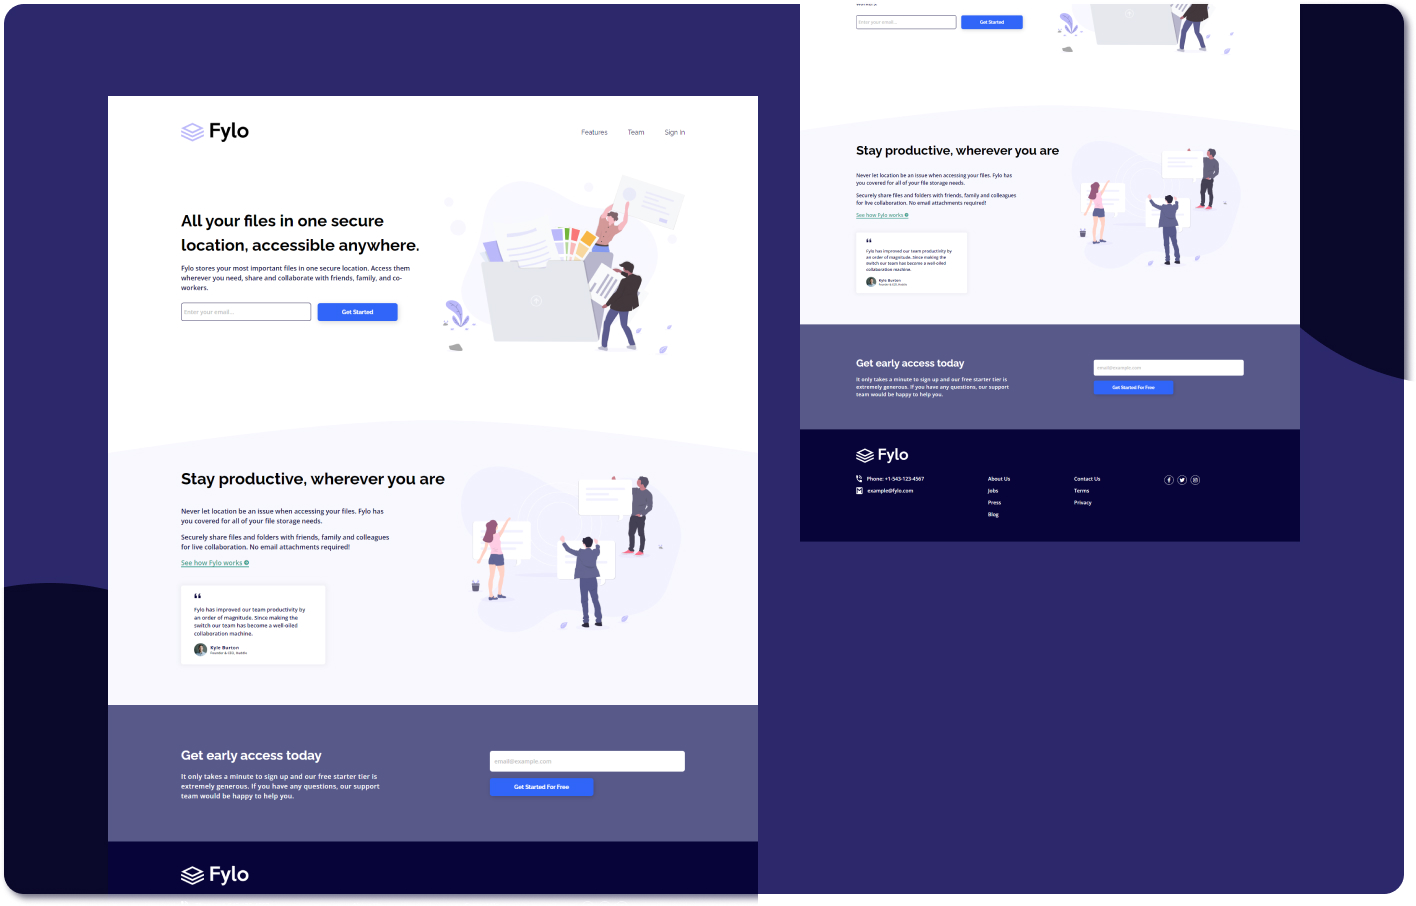 Fylo
Features
Team
Sign In
All your files in one secure
location, accessible anywhere.
Fylo stores your most important files in one secure location. Access them
wherever you need, share and collaborate with friends, family, and co-
workers.
Enter your email...
Get Started
Stay productive, wherever you are
Never let location be an issue when accessing your files. Fylo has
you covered for all of your file storage needs.
Securely share files and folders with friends, family and colleagues
for live collaboration. No email attachments required!
See how Fylo works
“
Fylo has improved our team productivity by
an order of magnitude. Since making the
switch our team has become a well-oiled
collaboration machine.
Kyle Burton
Founder & CEO, Huddle
Get early access today
It only takes a minute to sign up and our free starter tier is
extremely generous. If you have any questions, our support
team would be happy to help you.
email@example.com
Get Started For Free
Fylo
Enter your email...
Get Started
Stay productive, wherever you are
Never let location be an issue when accessing your files. Fylo has
you covered for all of your file storage needs.
Securely share files and folders with friends, family and colleagues
for live collaboration. No email attachments required!
See how Fylo works
“
Fylo has improved our team productivity by
an order of magnitude. Since making the
switch our team has become a well-oiled
collaboration machine.
Kyle Burton
Founder & CEO, Huddle
Get early access today
It only takes a minute to sign up and our free starter tier is
extremely generous. If you have any questions, our support
team would be happy to help you.
email@example.com
Get Started For Free
Fylo
Phone: +1-543-123-4567
example@fylo.com
About Us
Jobs
Press
Blog
Contact Us
Terms
Privacy